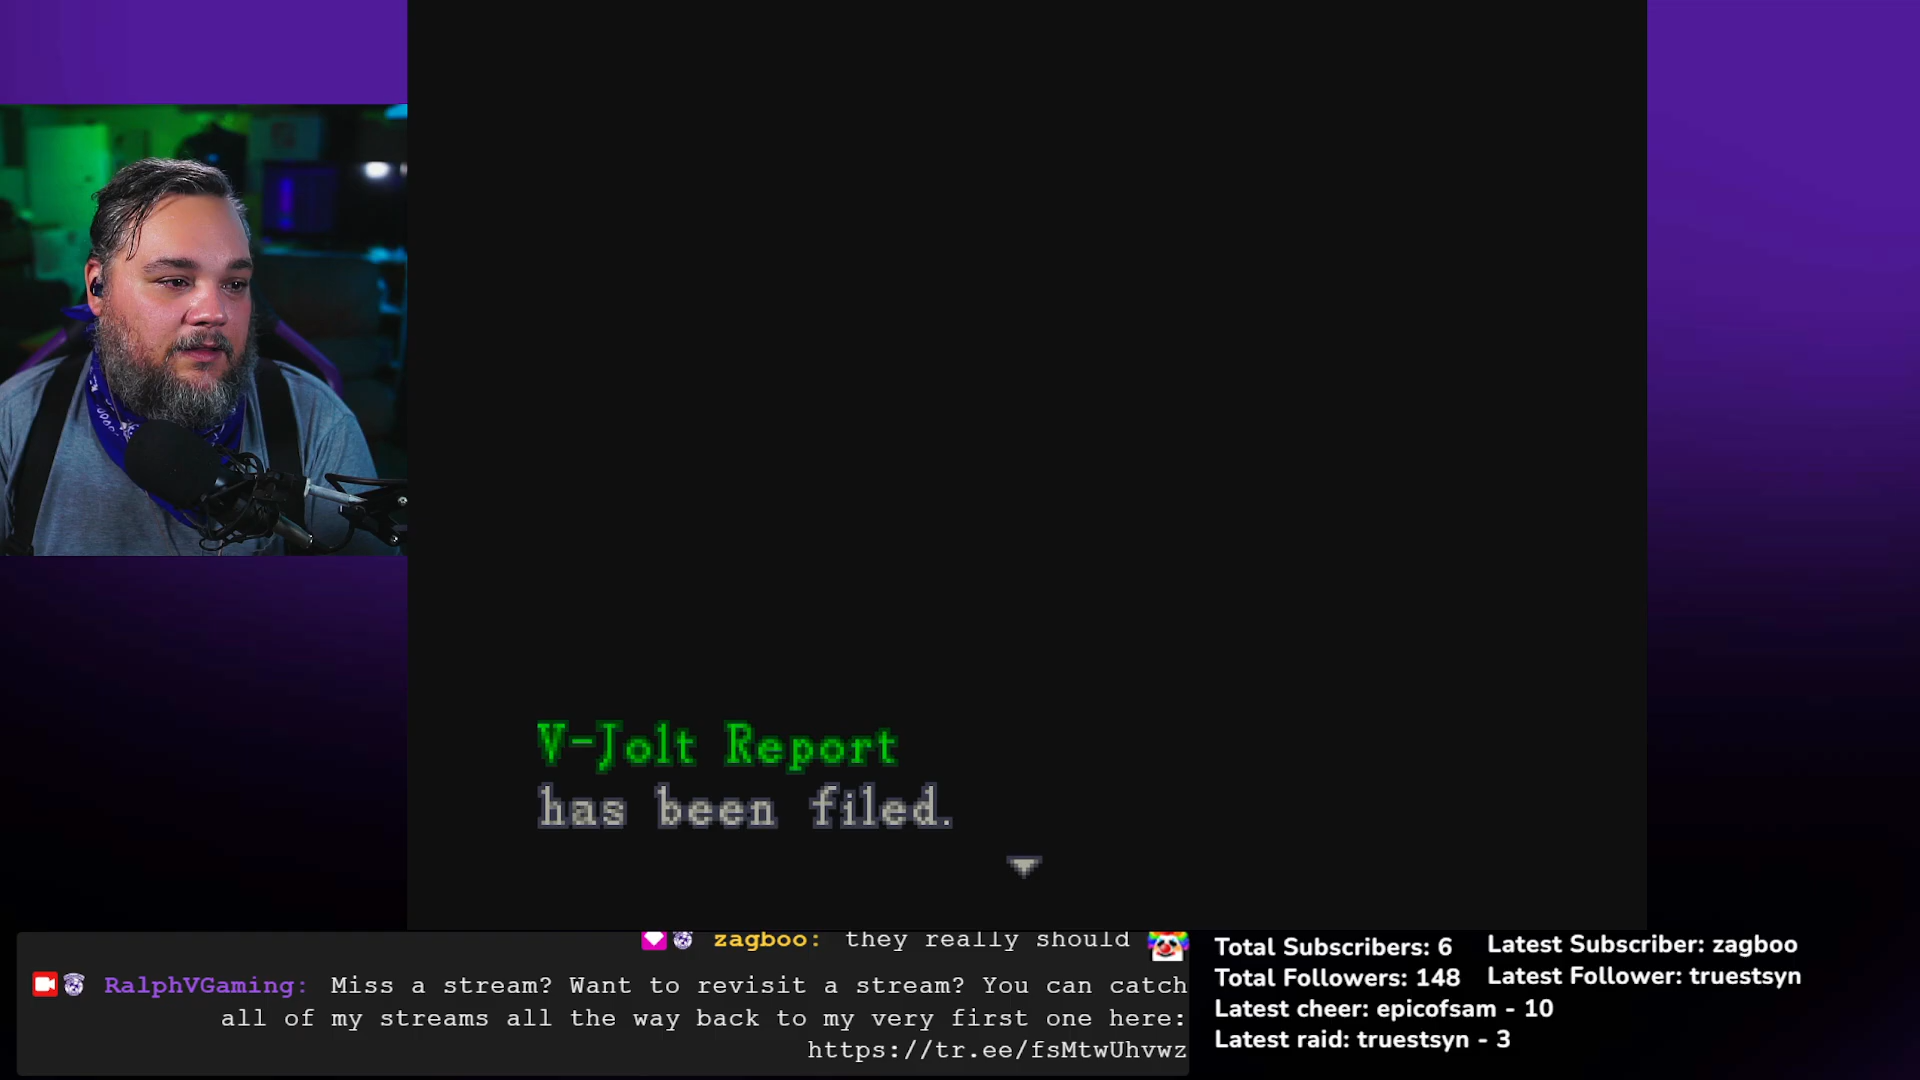 V-Jolt Report
has been filed.
zagboo: they really should
RalphVGaming: Miss a stream? Want to revisit a stream? You can catch
all of my streams all the way back to my very first one here:
https://tr.ee/fsMtwUhvwz
Total Subscribers: 6
Latest Subscriber: zagboo
Total Followers: 148
Latest Follower: truestsyn
Latest cheer: epicofsam - 10
Latest raid: truestsyn - 3